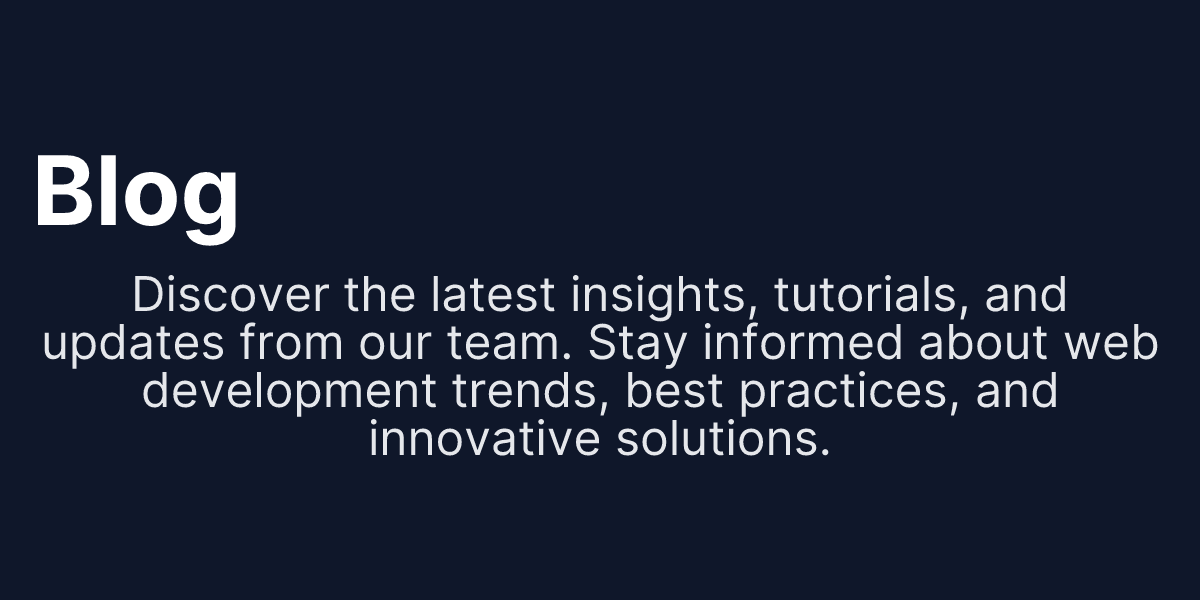 Blog
Discover the latest insights, tutorials, and
updates from our team. Stay informed about web
development trends, best practices, and
innovative solutions.